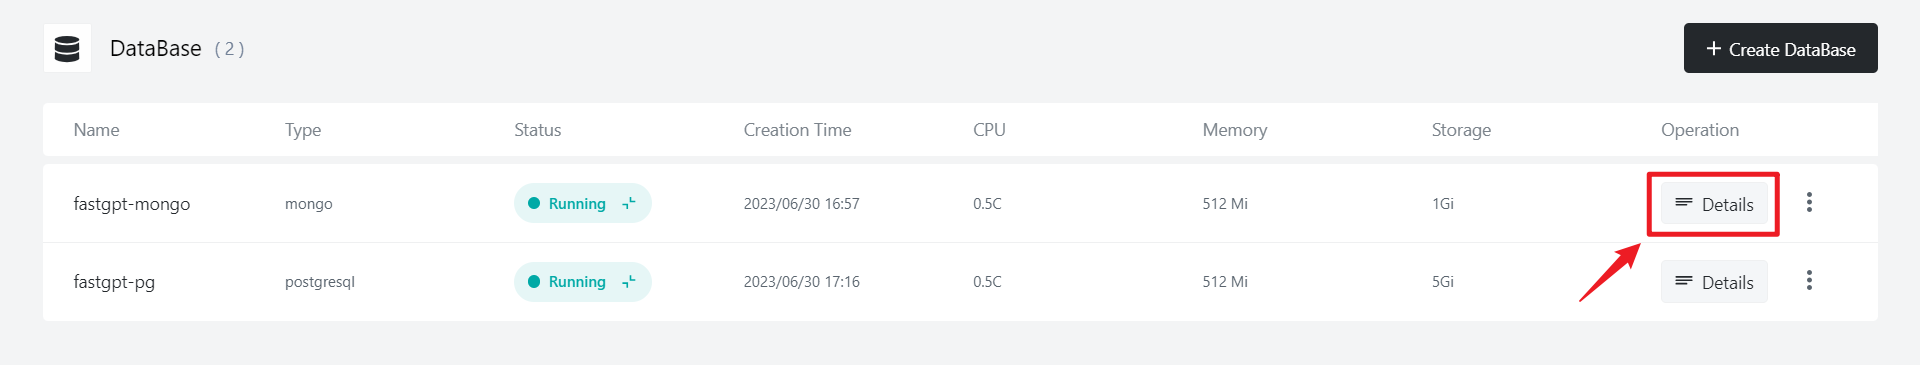 DataBase ( 2 )
+ Create DataBase
Name Type Status Creation Time CPU Memory Storage Operation
fastgpt-mongo mongo Running 2023/06/30 16:57 0.5C 512 Mi 1Gi Details
fastgpt-pg postgresql Running 2023/06/30 17:16 0.5C 512 Mi 5Gi Details